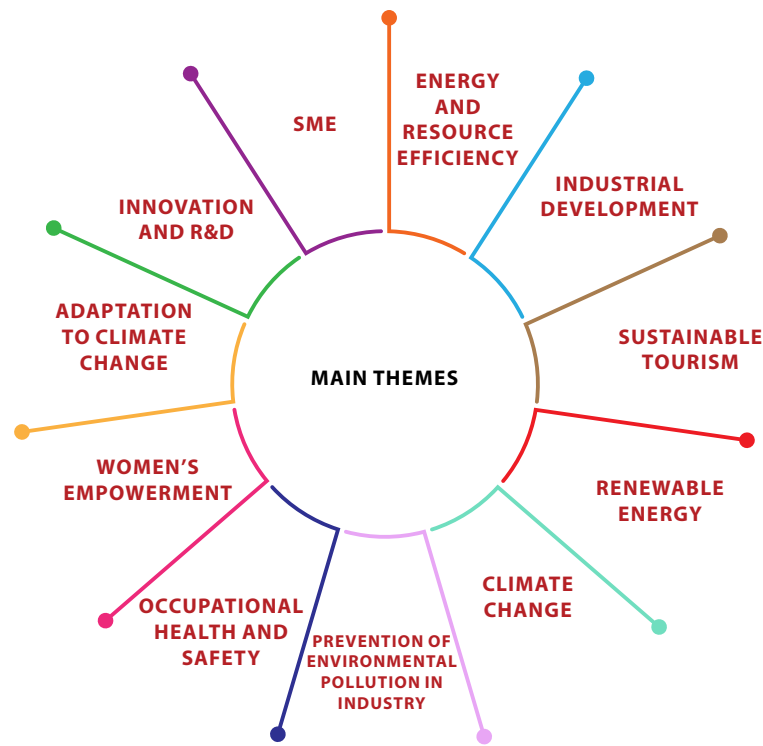 ENERGY
AND
RESOURCE
EFFICIENCY
INDUSTRIAL
DEVELOPMENT
SUSTAINABLE
TOURISM
RENEWABLE
ENERGY
CLIMATE
CHANGE
PREVENTION OF
ENVIRONMENTAL
POLLUTION IN
INDUSTRY
OCCUPATIONAL
HEALTH AND
SAFETY
WOMEN’S
EMPOWERMENT
ADAPTATION
TO CLIMATE
CHANGE
INNOVATION
AND R&D
SME
MAIN THEMES